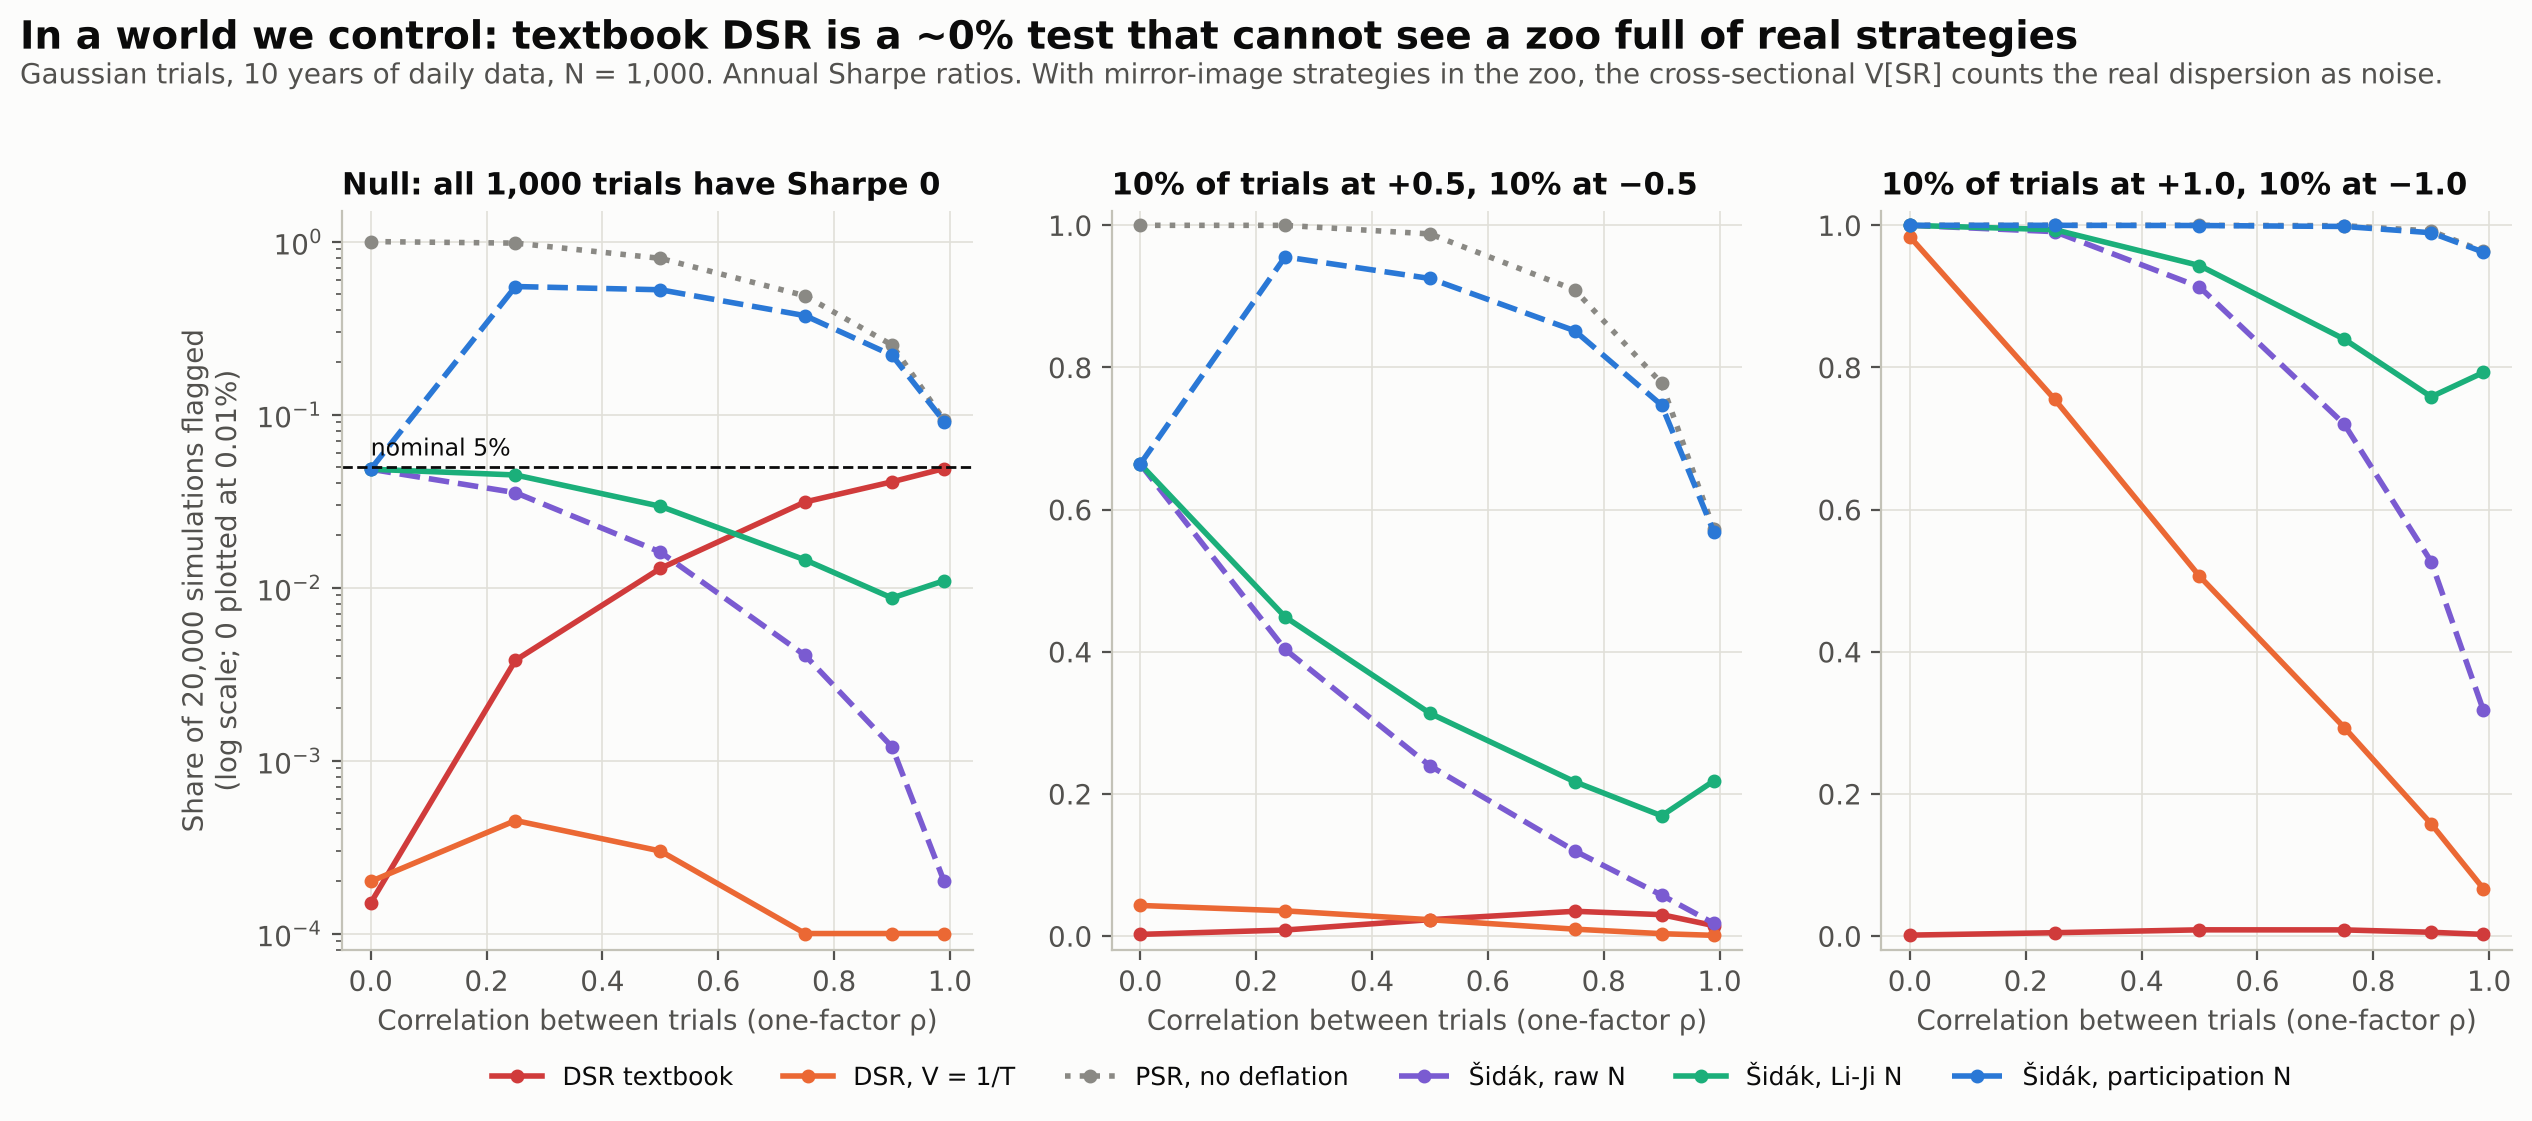 In a world we control: textbook DSR is a ~0% test that cannot see a zoo full of real strategies
Gaussian trials, 10 years of daily data, N = 1,000. Annual Sharpe ratios. With mirror-image strategies in the zoo, the cross-sectional V[SR] counts the real dispersion as noise.
Null: all 1,000 trials have Sharpe 0
Share of 20,000 simulations flagged
(log scale; 0 plotted at 0.01%)
10⁰
10⁻¹
10⁻²
10⁻³
10⁻⁴
nominal 5%
0.0 0.2 0.4 0.6 0.8 1.0
Correlation between trials (one-factor ρ)
10% of trials at +0.5, 10% at −0.5
1.0
0.8
0.6
0.4
0.2
0.0
0.0 0.2 0.4 0.6 0.8 1.0
Correlation between trials (one-factor ρ)
10% of trials at +1.0, 10% at −1.0
1.0
0.8
0.6
0.4
0.2
0.0
0.0 0.2 0.4 0.6 0.8 1.0
Correlation between trials (one-factor ρ)
DSR textbook DSR, V = 1/T PSR, no deflation Šidák, raw N Šidák, Li-Ji N Šidák, participation N